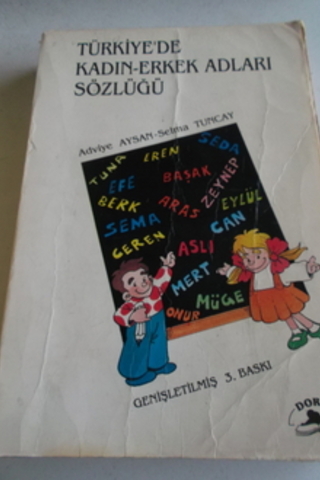 TÜRKİYE'DE
KADIN-ERKEK ADLARI
SÖZLÜĞÜ
Adviye AYSAN-Selma TUNCAY
TUNA EREN SEDA
EFE BAŞAK ZEYNEP
BERK ARAS EYLÜL
SEMA CAN
CEREN ASLI
MERT
MÜGE
ONUR
GENİŞLETİLMİŞ 3. BASKI